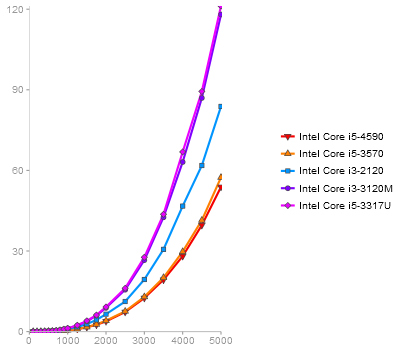 120
90
60
30
0
0 1000 2000 3000 4000 5000
Intel Core i5-4590
Intel Core i5-3570
Intel Core i3-2120
Intel Core i3-3120M
Intel Core i5-3317U